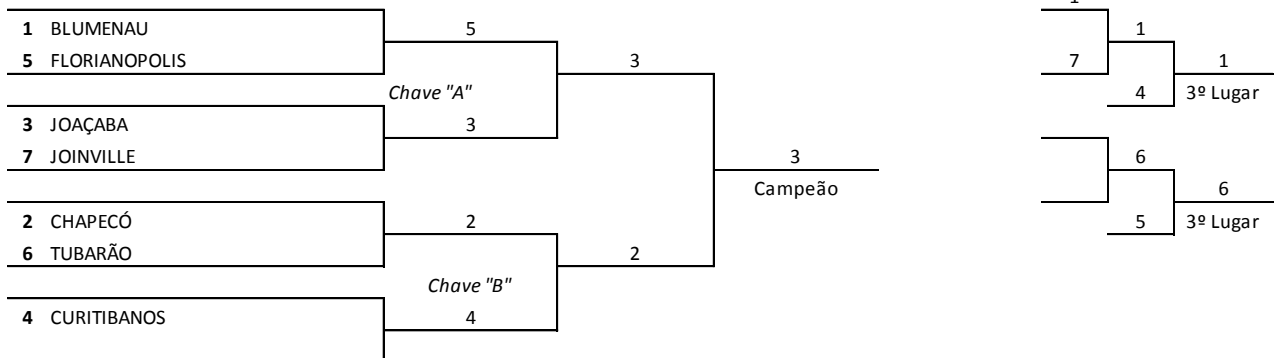 1
1 BLUMENAU 5 1
5 FLORIANOPOLIS 3 7 1
Chave "A" 4 3º Lugar
3 JOAÇABA 3
7 JOINVILLE 3 6
Campeão 6
2 CHAPECÓ 2 5 3º Lugar
6 TUBARÃO 2
Chave "B"
4 CURITIBANOS 4